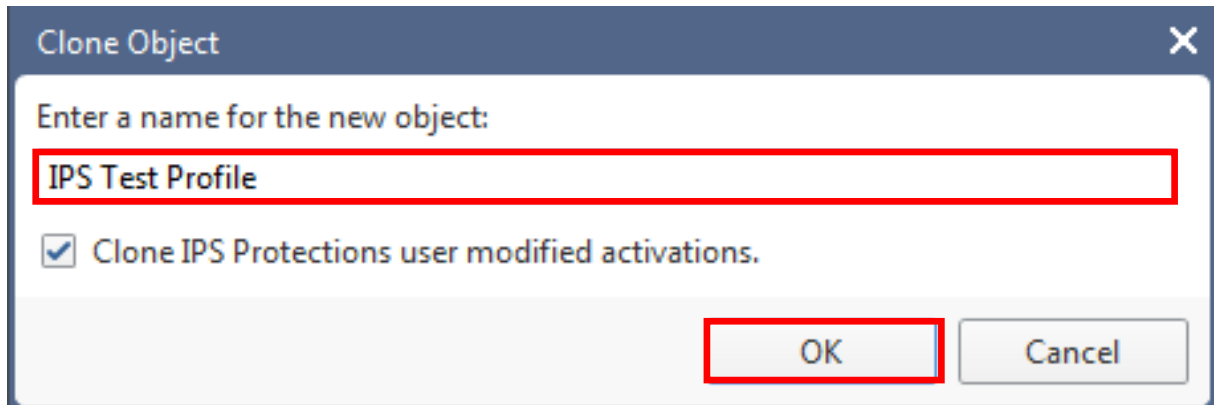 Clone Object
Enter a name for the new object:
IPS Test Profile
Clone IPS Protections user modified activations.
OK
Cancel